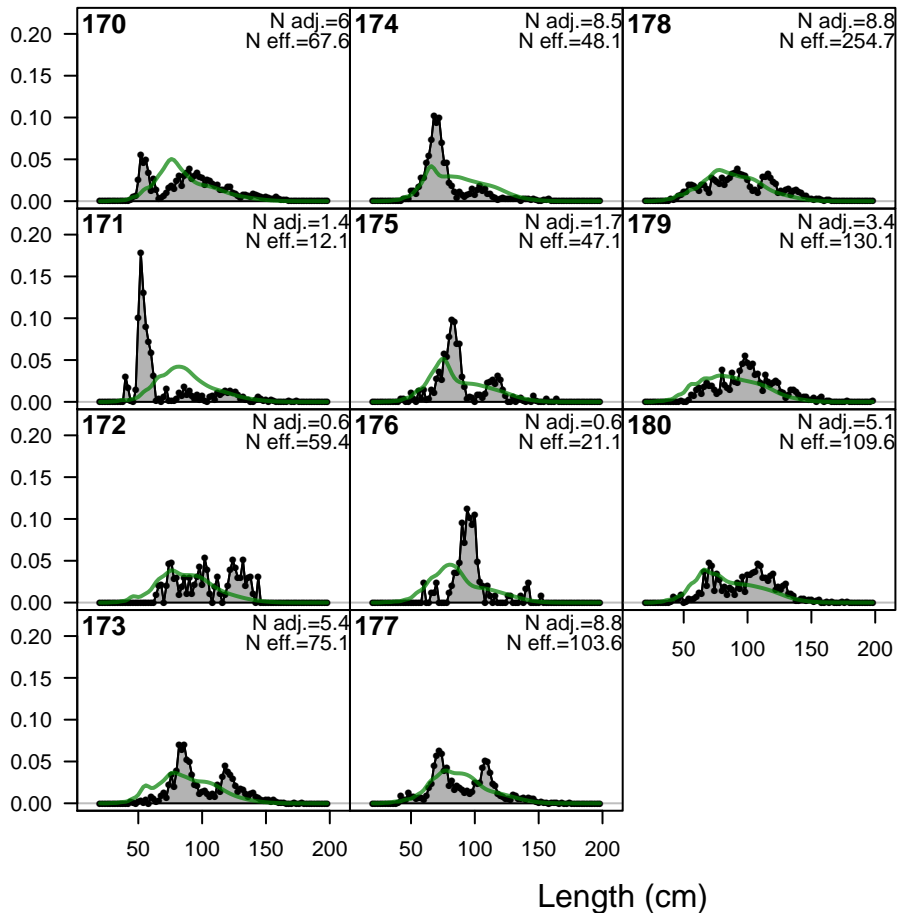 170
N adj.=6
N eff.=67.6
174
N adj.=8.5
N eff.=48.1
178
N adj.=8.8
N eff.=254.7
0.20
0.15
0.10
0.05
0.00
171
N adj.=1.4
N eff.=12.1
175
N adj.=1.7
N eff.=47.1
179
N adj.=3.4
N eff.=130.1
0.20
0.15
0.10
0.05
0.00
172
N adj.=0.6
N eff.=59.4
176
N adj.=0.6
N eff.=21.1
180
N adj.=5.1
N eff.=109.6
0.20
0.15
0.10
0.05
0.00
50 100 150 200
173
N adj.=5.4
N eff.=75.1
177
N adj.=8.8
N eff.=103.6
0.20
0.15
0.10
0.05
0.00
50 100 150 200
50 100 150 200
Length (cm)